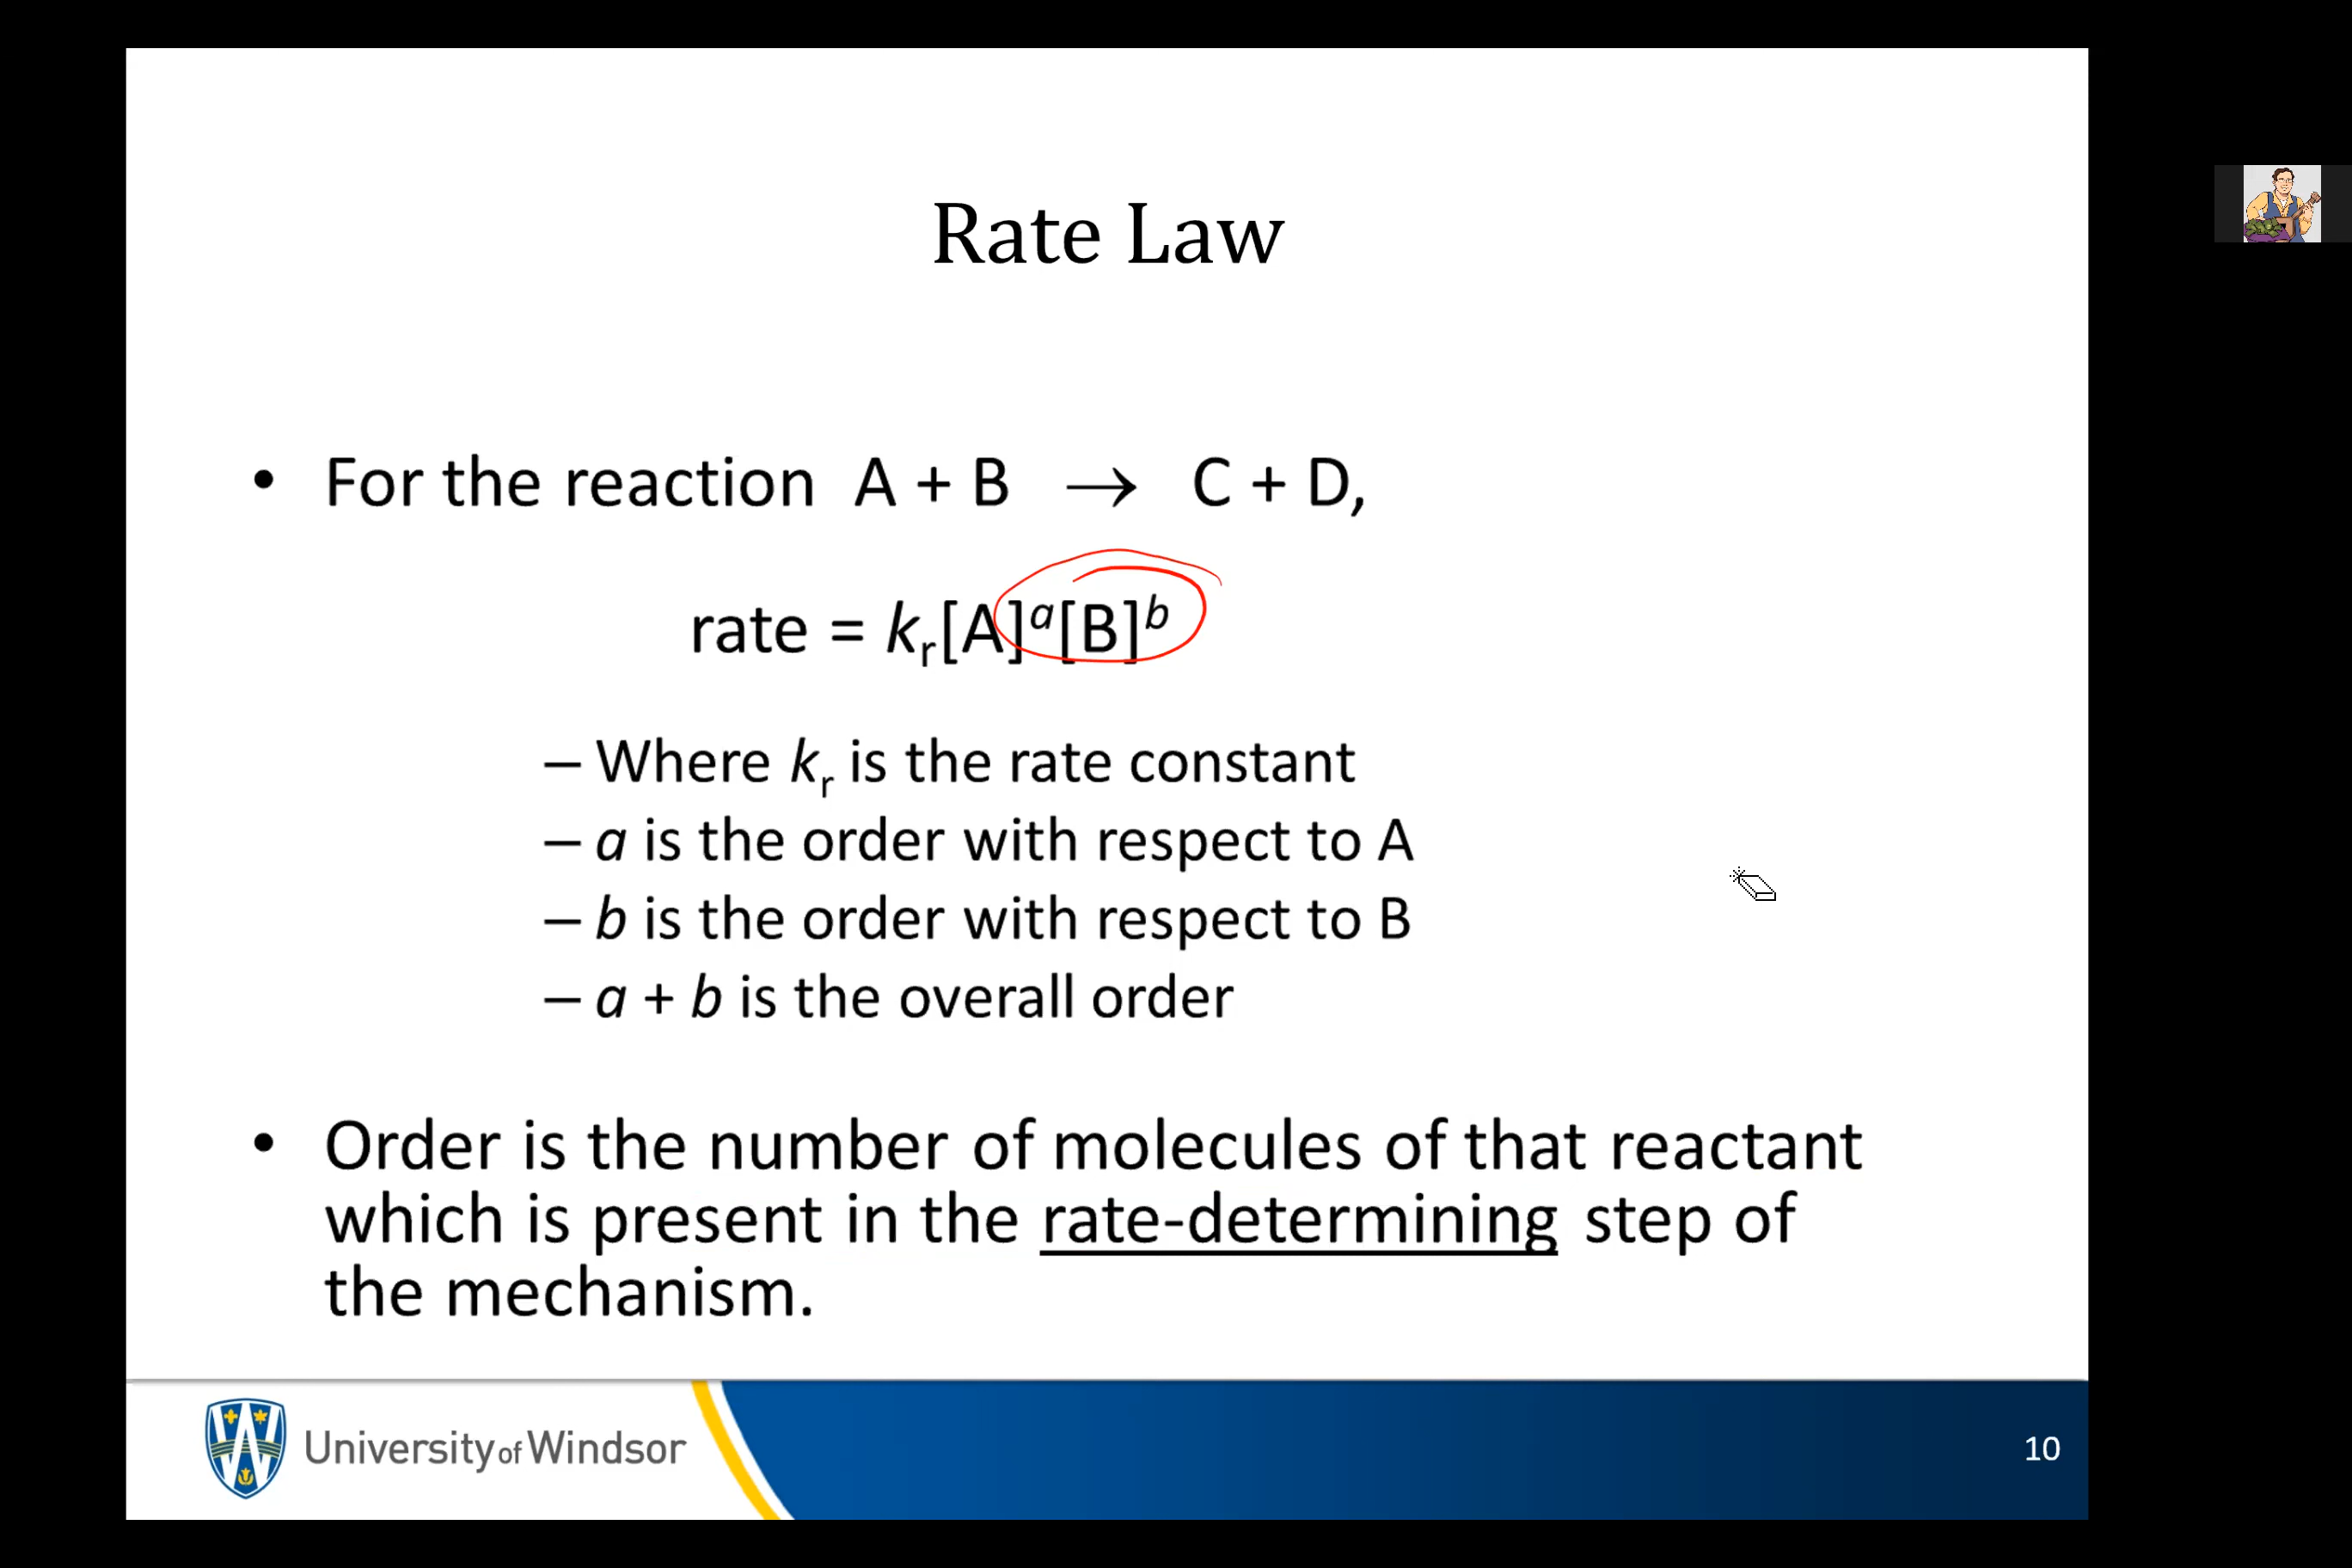 Rate Law
• For the reaction A + B → C + D,
rate = kᵣ[A]ᵃ[B]ᵇ
– Where kᵣ is the rate constant
– a is the order with respect to A
– b is the order with respect to B
– a + b is the overall order
• Order is the number of molecules of that reactant
which is present in the rate-determining step of
the mechanism.
University of Windsor
10